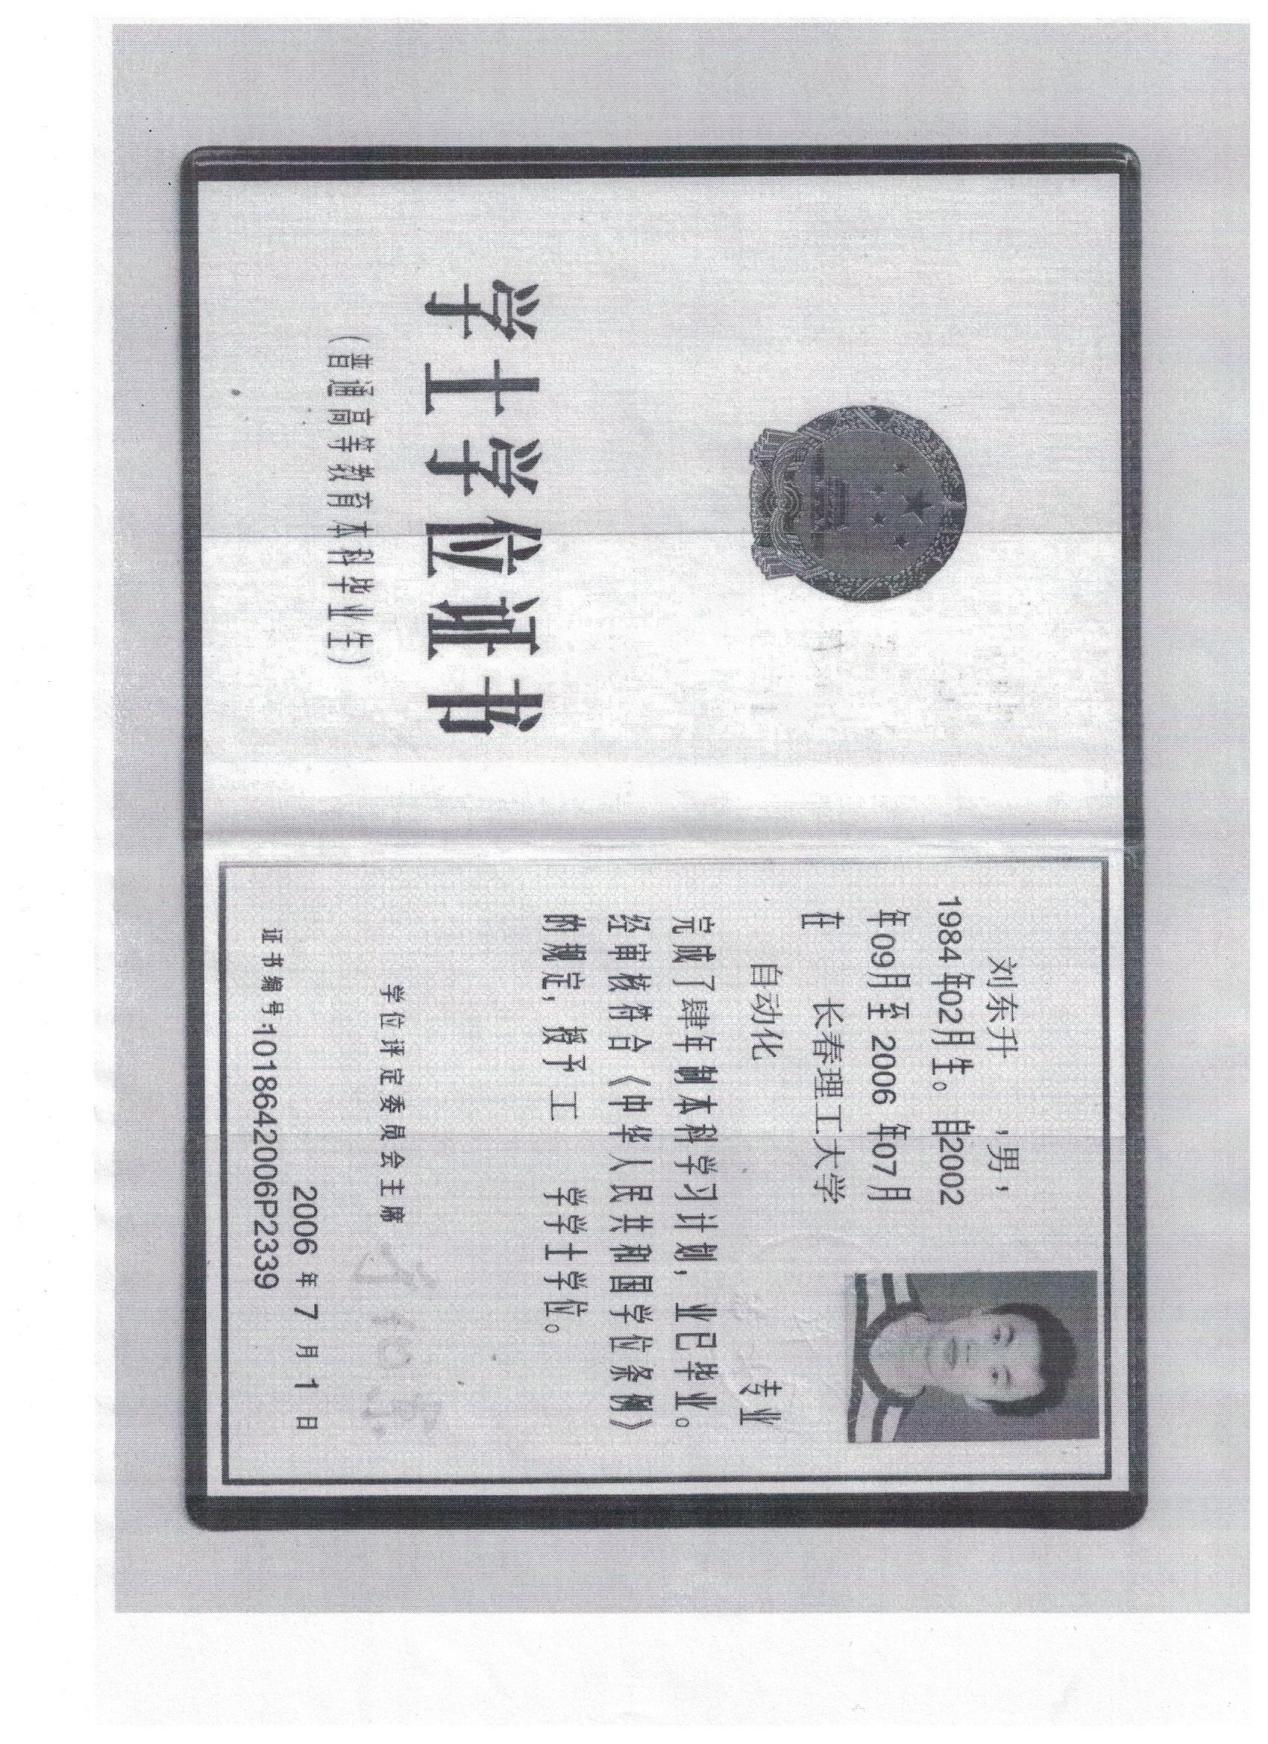 学士学位证书
(普通高等教育本科毕业生)
刘东升 ,男,
1984年02月生。自2002
年09月至2006年07月
在 长春理工大学
自动化 专业
完成了肆年制本科学习计划,业已毕业。
经审核符合《中华人民共和国学位条例》
的规定,授予 工 学学士学位。
学位评定委员会主席
2006年7月1日
证书编号:1018642006P2339